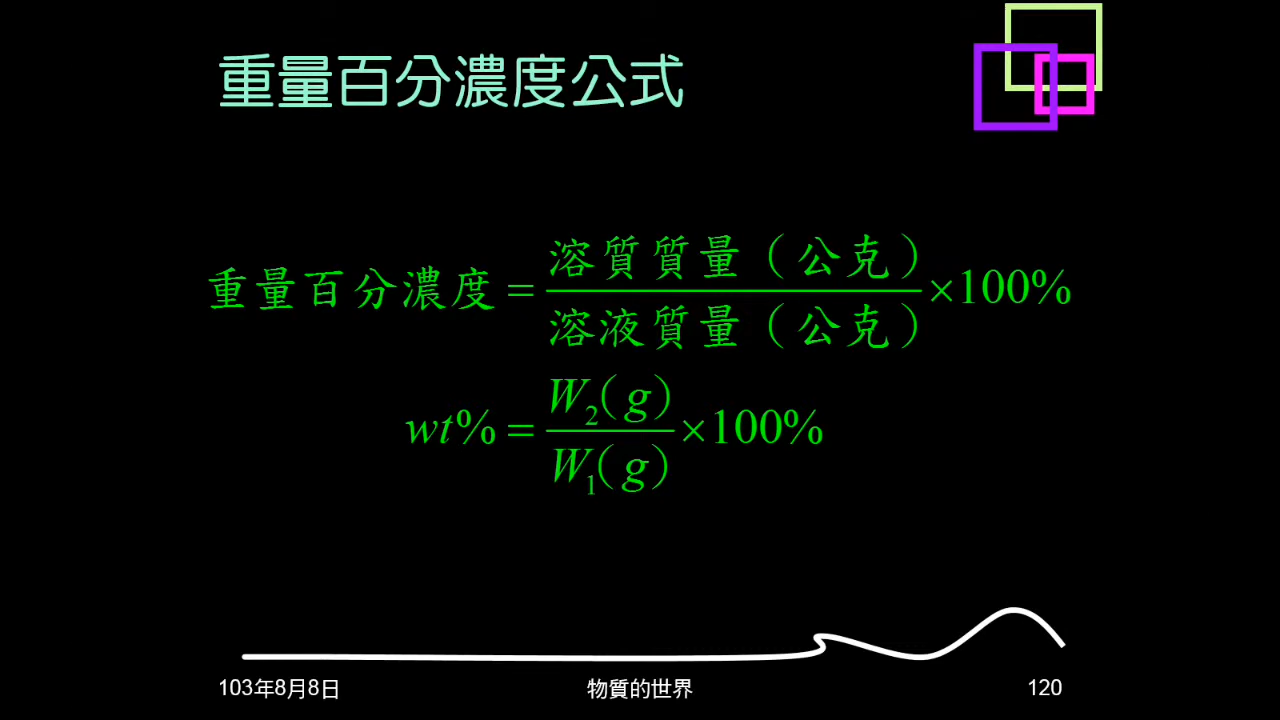 重量百分濃度公式
重量百分濃度 = 溶質質量（公克） / 溶液質量（公克） ×100%
wt% = W₂(g) / W₁(g) ×100%
103年8月8日
物質的世界
120